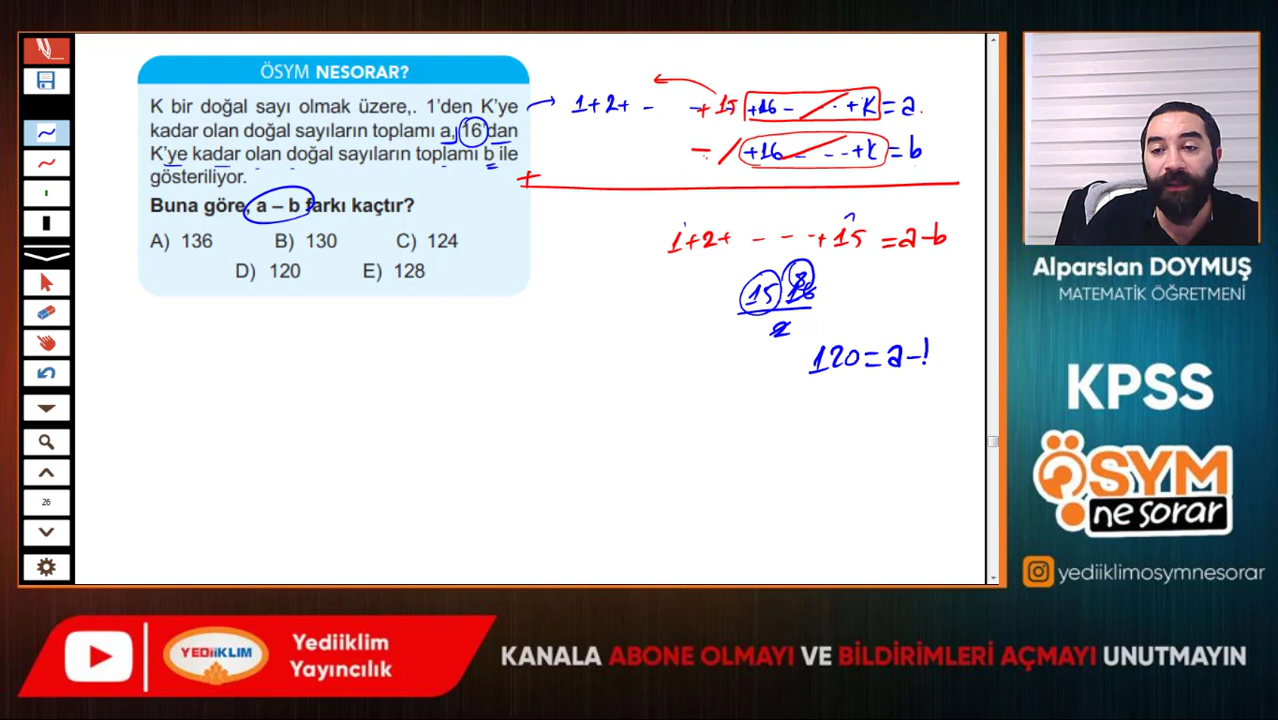 ÖSYM NESORAR?
K bir doğal sayı olmak üzere,. 1'den K'ye
kadar olan doğal sayıların toplamı a, 16'dan
K'ye kadar olan doğal sayıların toplamı b ile
gösteriliyor.
Buna göre, a – b farkı kaçtır?
A) 136 B) 130 C) 124
D) 120 E) 128
1+2+ - - + 15 +16 - - + K = a.
- +16 - - ... + K = b
+
1+2+ - - - - + 15 = a-b
15 16 8
2
120 = a-
26
Alparslan DOYMUŞ
MATEMATİK ÖĞRETMENİ
KPSS
ÖSYM
ne sorar
yediiklimosymnesorar
YEDiiKLiM
Yediiklim
Yayıncılık
KANALA ABONE OLMAYI VE BİLDİRİMLERİ AÇMAYI UNUTMAYIN